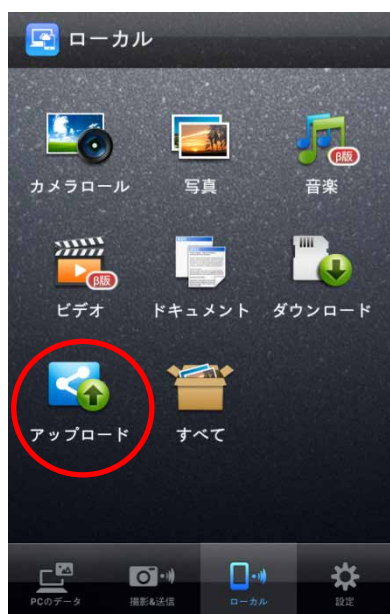 ローカル
カメラロール 写真 音楽
β版
ビデオ ドキュメント ダウンロード
β版
アップロード すべて
PCのデータ 撮影&送信 ローカル 設定